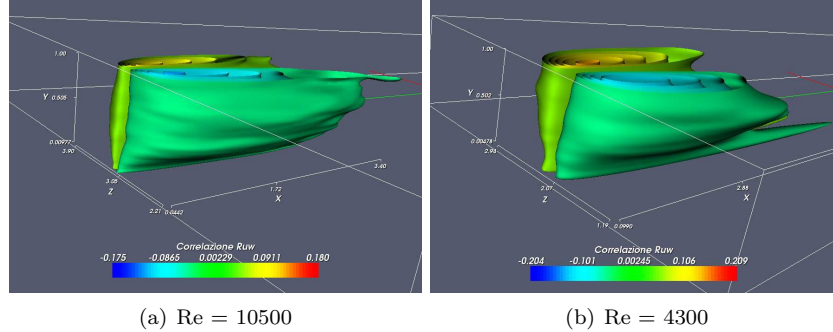 1.00
Y 0.505
0.00977
3.90
3.05
Z
2.21
0.0442
1.72
X
3.40
Correlazione Ruw
-0.175 -0.0865 0.00229 0.0911 0.180
(a) Re = 10500
1.00
Y 0.502
0.00478
2.94
2.07
Z
1.19
0.0990
2.88
X
Correlazione Ruw
-0.204 -0.101 0.00245 0.106 0.209
(b) Re = 4300